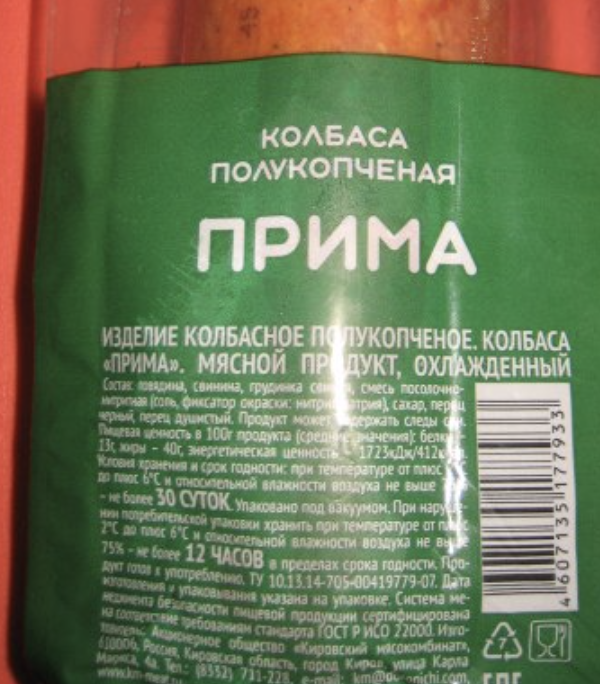 45
КОЛБАСА
ПОЛУКОПЧЕНАЯ
ПРИМА
ИЗДЕЛИЕ КОЛБАСНОЕ ПОЛУКОПЧЕНОЕ. КОЛБАСА
«ПРИМА». МЯСНОЙ ПРОДУКТ, ОХЛАЖДЕННЫЙ
Состав: говядина, свинина, грудинка смесь посолочно-
нитритная (соль, фиксатор окраски: нитрит натрия), сахар, перец
черный, перец душистый. Продукт может содержать следы сои.
Пищевая ценность в 100г продукта (средние значения): белки –
13г, жиры – 40г, энергетическая ценность 1723кДж/412ккал.
Условия хранения и срок годности: при температуре от плюс 2°С
до плюс 6°С и относительной влажности воздуха не выше
– не более 30 СУТОК. Упаковано под вакуумом. При наруше-
нии потребительской упаковки хранить при температуре от плюс
2°С до плюс 6°С и относительной влажности воздуха не выше
75% – не более 12 ЧАСОВ в пределах срока годности. Про-
дукт готов к употреблению. ТУ 10.13.14-705-00419779-07. Дата
изготовления и упаковывания указана на упаковке. Система ме-
неджмента безопасности пищевой продукции сертифицирована
на соответствие требованиям стандарта ГОСТ Р ИСО 22000. Изго-
товитель: Акционерное общество «Кировский мясокомбинат»,
610006, Россия, Кировская область, город Киров, улица Карла
Маркса, 4а. Тел.: (8332) 711-228, e-mail:
4 607135 177933
7